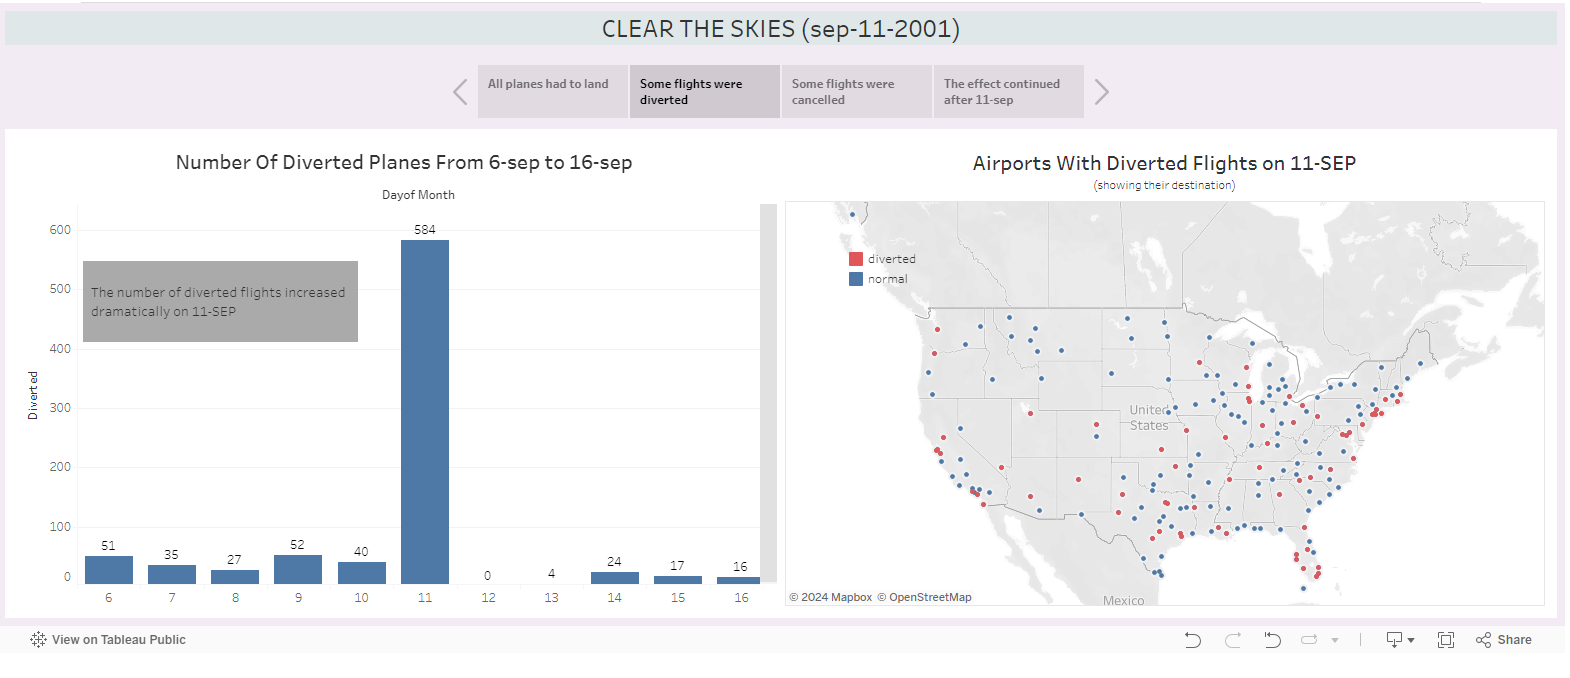 CLEAR THE SKIES (sep-11-2001)
All planes had to land
Some flights were
diverted
Some flights were
cancelled
The effect continued
after 11-sep
Number Of Diverted Planes From 6-sep to 16-sep
Dayof Month
Diverted
600
500
400
300
200
100
0
The number of diverted flights increased
dramatically on 11-SEP
51
35
27
52
40
584
0
4
24
17
16
6
7
8
9
10
11
12
13
14
15
16
Airports With Diverted Flights on 11-SEP
(showing their destination)
diverted
normal
United
States
Mexico
© 2024 Mapbox © OpenStreetMap
View on Tableau Public
Share